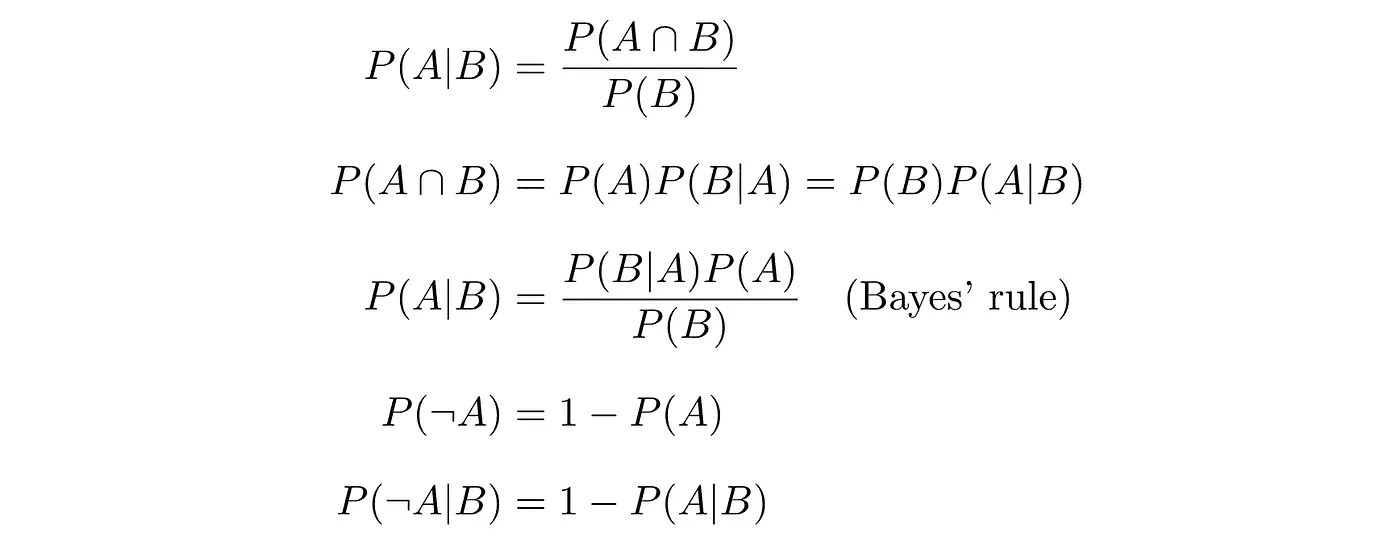 P(A|B) = P(A ∩ B) / P(B)
P(A ∩ B) = P(A)P(B|A) = P(B)P(A|B)
P(A|B) = P(B|A)P(A) / P(B) (Bayes' rule)
P(¬A) = 1 − P(A)
P(¬A|B) = 1 − P(A|B)